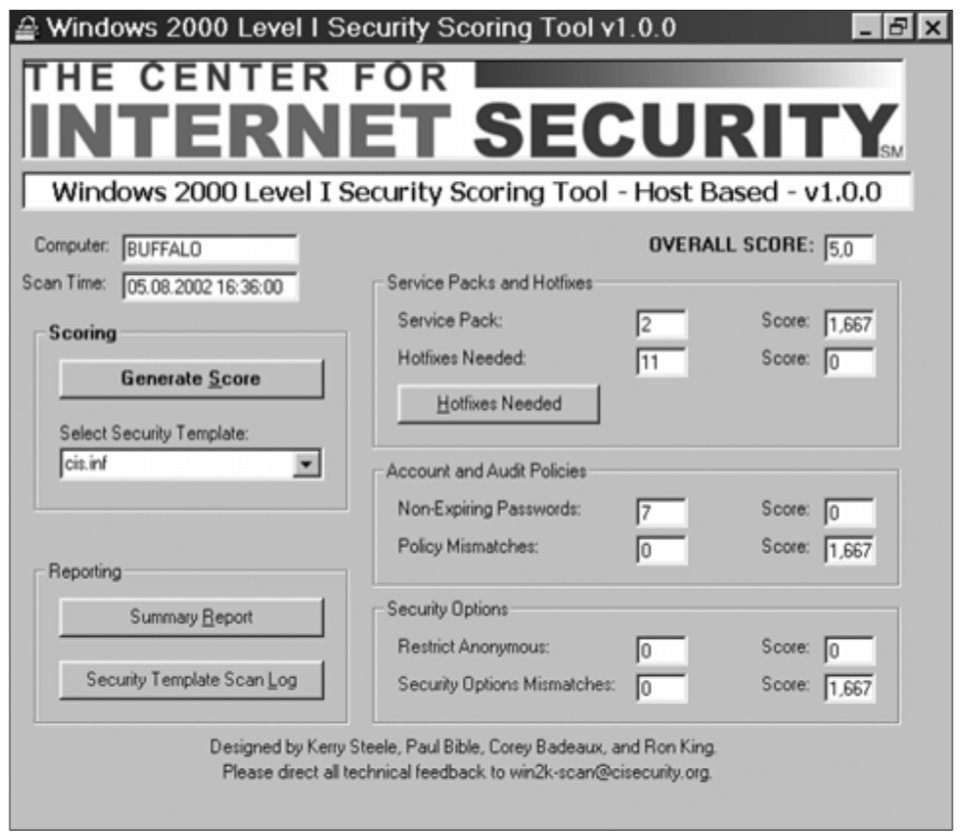 Windows 2000 Level I Security Scoring Tool v1.0.0
THE CENTER FOR
INTERNET SECURITY SM
Windows 2000 Level I Security Scoring Tool - Host Based - v1.0.0
Computer: BUFFALO
OVERALL SCORE: 5,0
Scan Time: 05.08.2002 16:36:00
Scoring
Generate Score
Select Security Template:
cis.inf
Reporting
Summary Report
Security Template Scan Log
Service Packs and Hotfixes
Service Pack: 2 Score: 1,667
Hotfixes Needed: 11 Score: 0
Hotfixes Needed
Account and Audit Policies
Non-Expiring Passwords: 7 Score: 0
Policy Mismatches: 0 Score: 1,667
Security Options
Restrict Anonymous: 0 Score: 0
Security Options Mismatches: 0 Score: 1,667
Designed by Kerry Steele, Paul Bible, Corey Badeaux, and Ron King.
Please direct all technical feedback to win2k-scan@cisecurity.org.